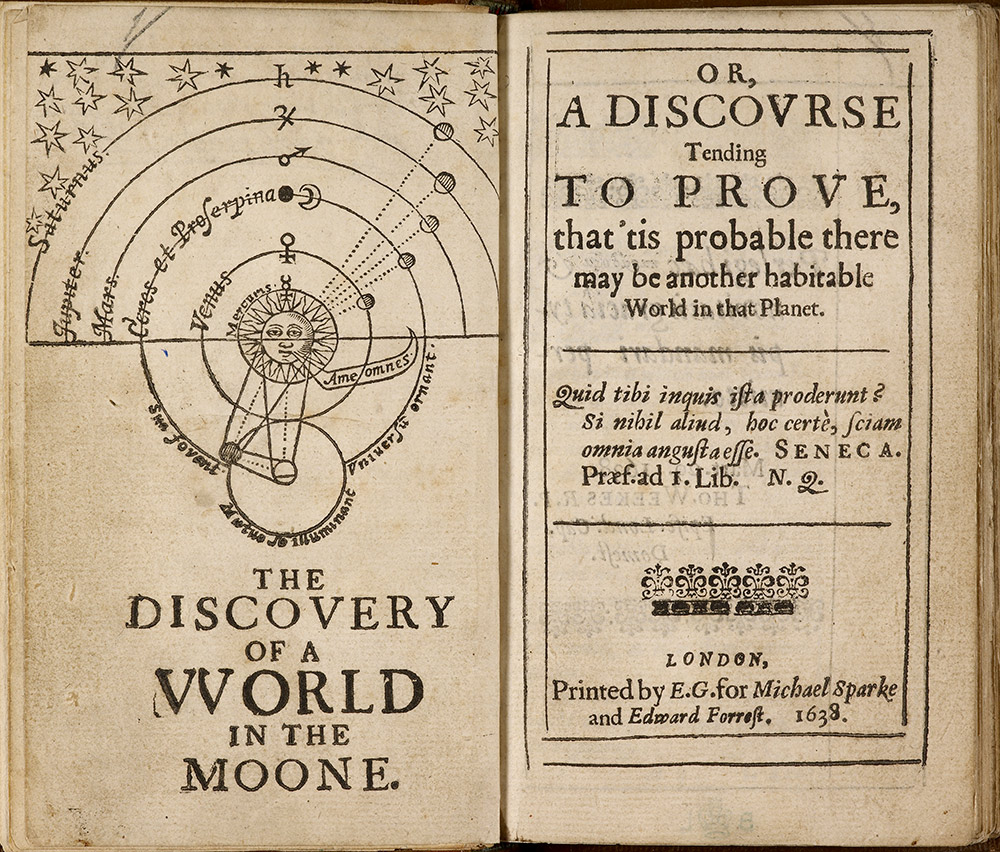 ♄
♃
♂
Saturnus.
Jupiter.
Mars.
Ceres et Proserpina
Venus
Mercurius.
♀
☿
Ame omnes.
Sua fovent
Vniversū ornant.
Mutuo Se illuminant
THE
DISCOVERY
OF A
VVORLD
IN THE
MOONE.
OR,
A DISCOVRSE
Tending
TO PROVE,
that 'tis probable there
may be another habitable
World in that Planet.
Quid tibi inquis iſta proderunt?
Si nihil aliud, hoc certè, ſciam
omnia anguſta eſſe. SENECA.
Præf. ad 1. Lib. N. Q.
LONDON,
Printed by E.G. for Michael Sparke
and Edward Forreſt. 1638.